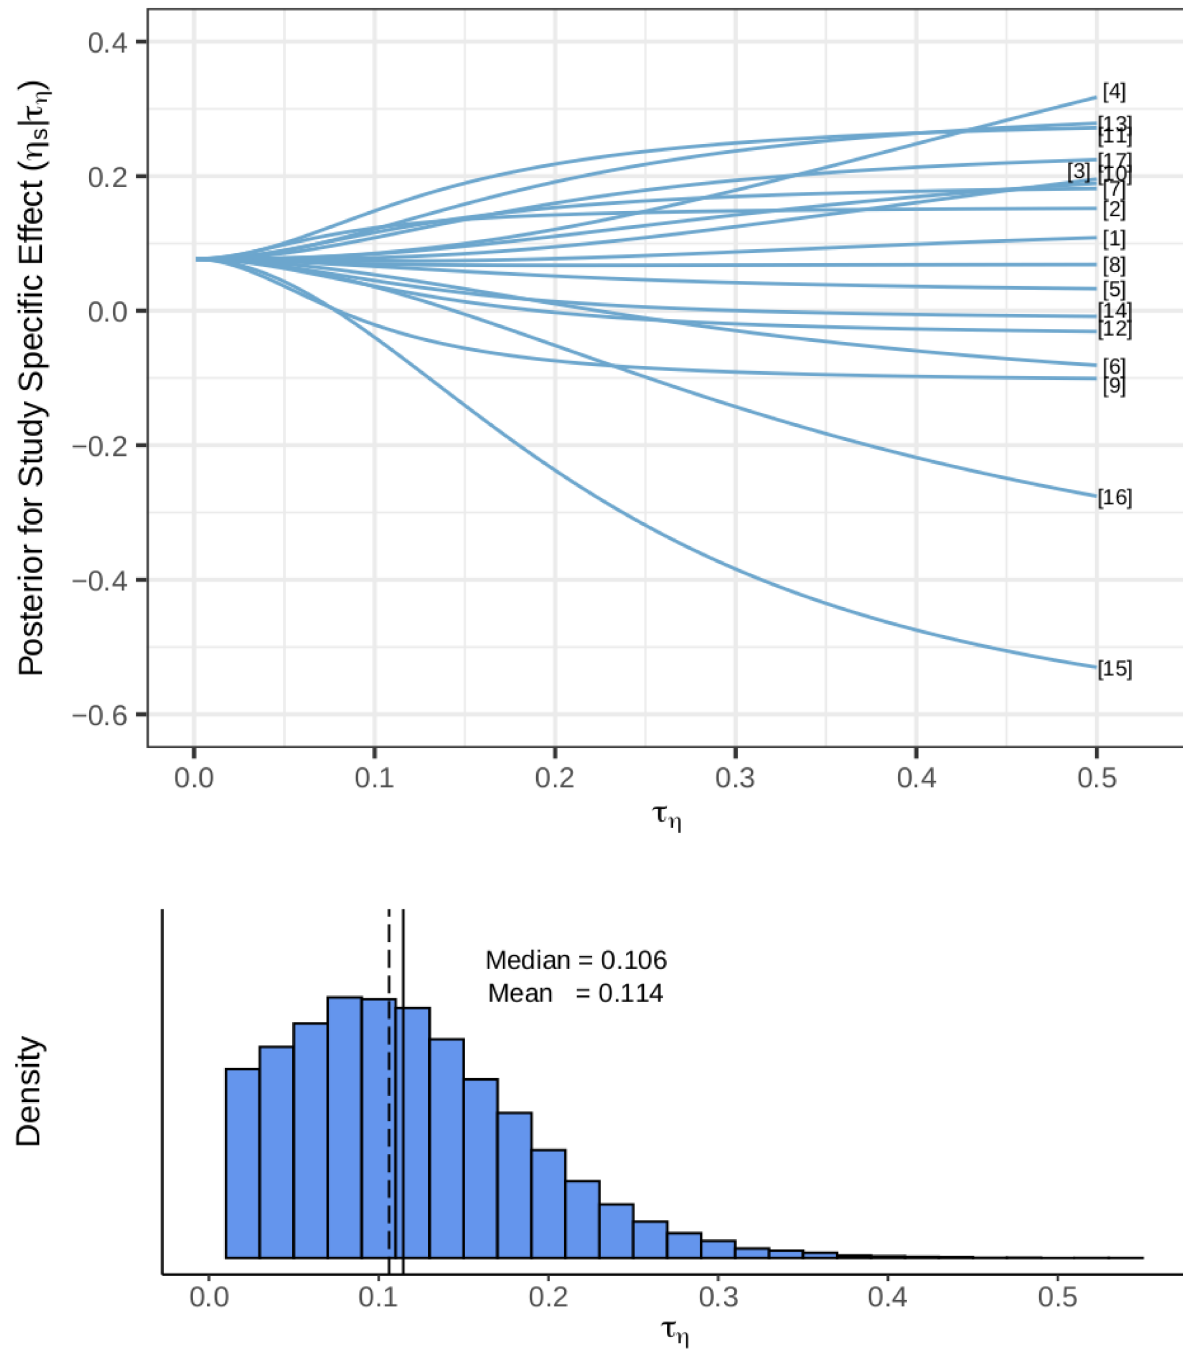 Posterior for Study Specific Effect (ηs|τη)
0.4
0.2
0.0
−0.2
−0.4
−0.6
[4]
[13]
[11]
[17]
[3]
[10]
[7]
[2]
[1]
[8]
[5]
[14]
[12]
[6]
[9]
[16]
[15]
0.0 0.1 0.2 0.3 0.4 0.5
τη
Density
Median = 0.106
Mean = 0.114
0.0 0.1 0.2 0.3 0.4 0.5
τη